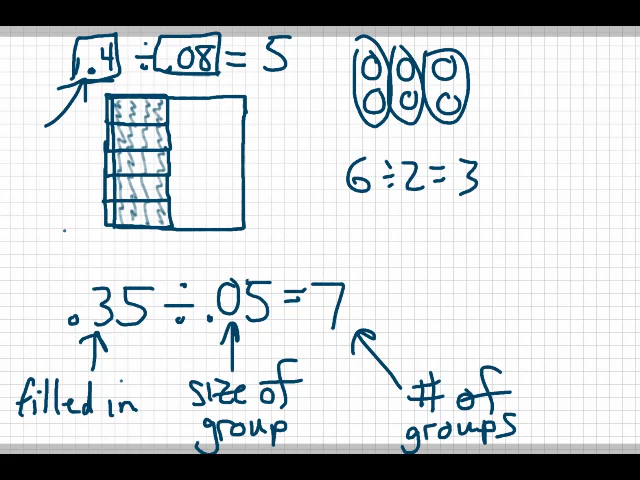 .4 ÷ .08 = 5
6 ÷ 2 = 3
.35 ÷ .05 = 7
filled in
size of
group
# of
groups